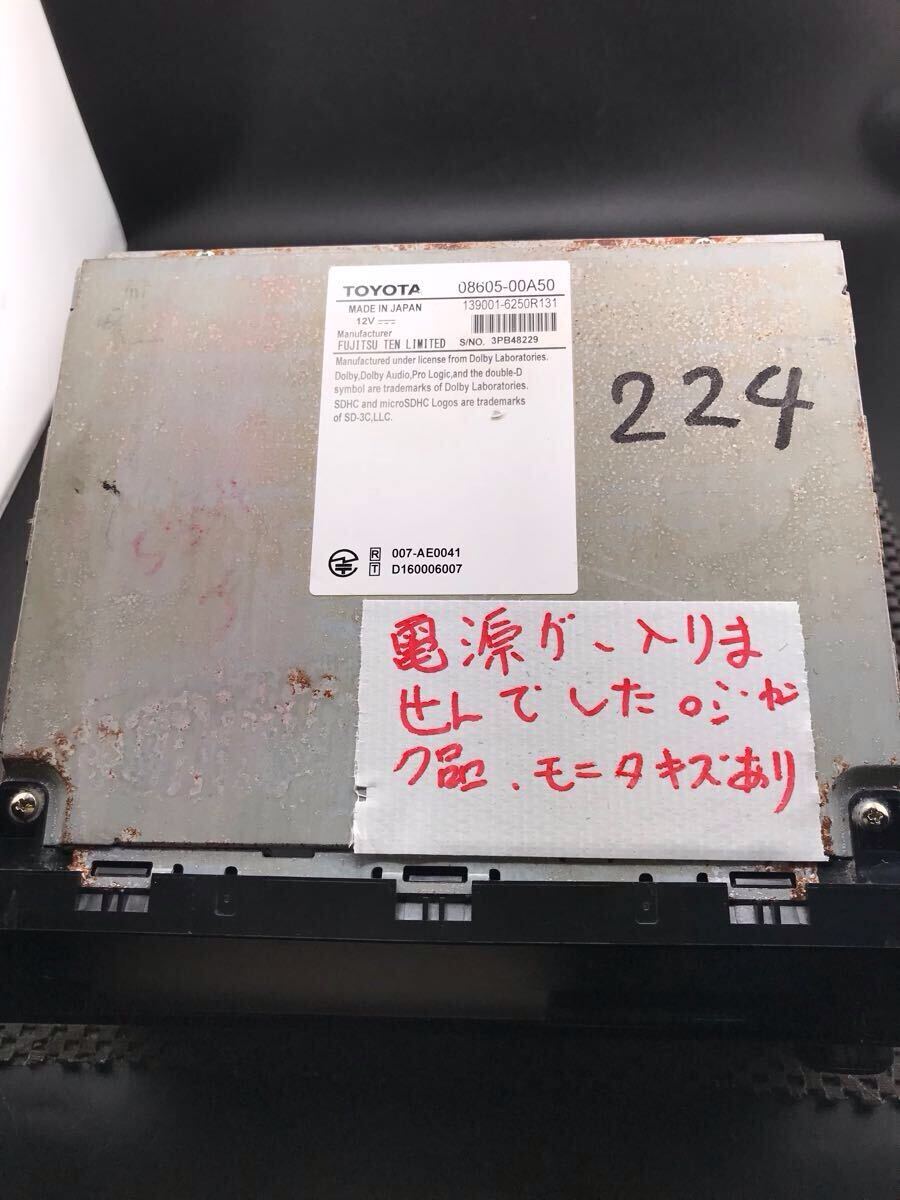 TOYOTA 08605-00A50
MADE IN JAPAN 139001-6250R131
12V
Manufacturer
FUJITSU TEN LIMITED S/NO. 3PB48229
Manufactured under license from Dolby Laboratories.
Dolby,Dolby Audio,Pro Logic,and the double-D
symbol are trademarks of Dolby Laboratories.
SDHC and microSDHC Logos are trademarks
of SD-3C,LLC.
224
R 007-AE0041
T D160006007
電源が、入りま
せんでした
ク品、モニタキズあり